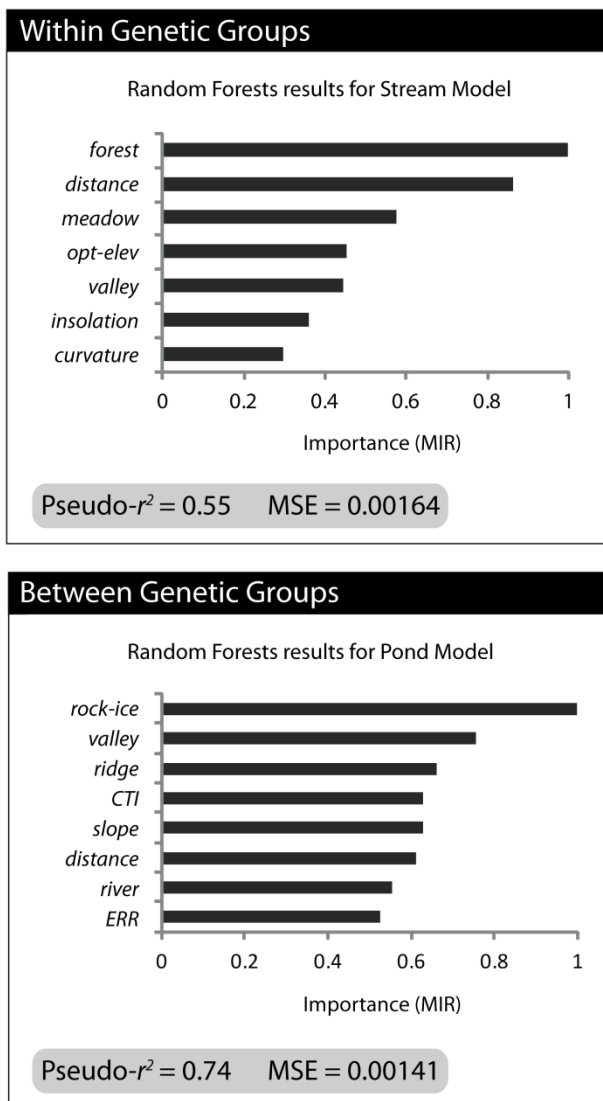 Within Genetic Groups
Random Forests results for Stream Model
forest
distance
meadow
opt-elev
valley
insolation
curvature
0 0.2 0.4 0.6 0.8 1
Importance (MIR)
Pseudo-r² = 0.55 MSE = 0.00164
Between Genetic Groups
Random Forests results for Pond Model
rock-ice
valley
ridge
CTI
slope
distance
river
ERR
0 0.2 0.4 0.6 0.8 1
Importance (MIR)
Pseudo-r² = 0.74 MSE = 0.00141